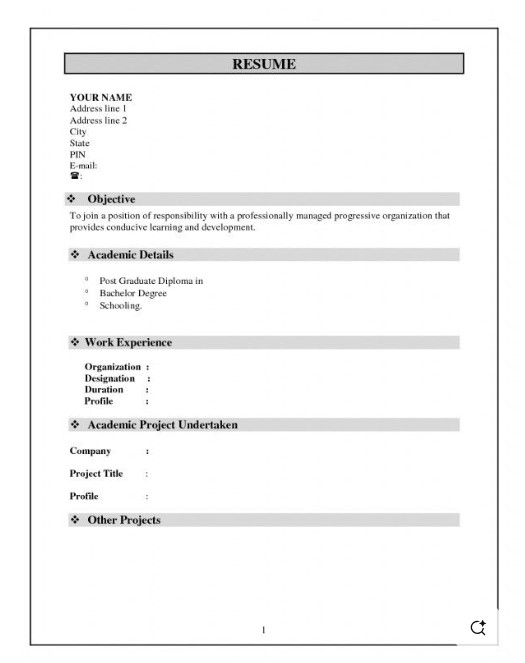 RESUME
YOUR NAME
Address line 1
Address line 2
City
State
PIN
E-mail:
☎:
❖ Objective
To join a position of responsibility with a professionally managed progressive organization that
provides conducive learning and development.
❖ Academic Details
▫ Post Graduate Diploma in
▫ Bachelor Degree
▫ Schooling.
❖ Work Experience
Organization :
Designation :
Duration :
Profile :
❖ Academic Project Undertaken
Company :
Project Title :
Profile :
❖ Other Projects
1